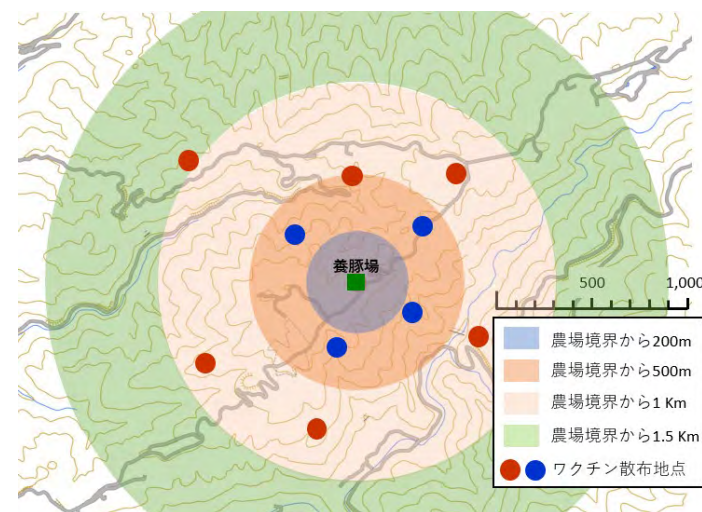 養豚場
500 1,000
農場境界から200m
農場境界から500m
農場境界から1 Km
農場境界から1.5 Km
ワクチン散布地点